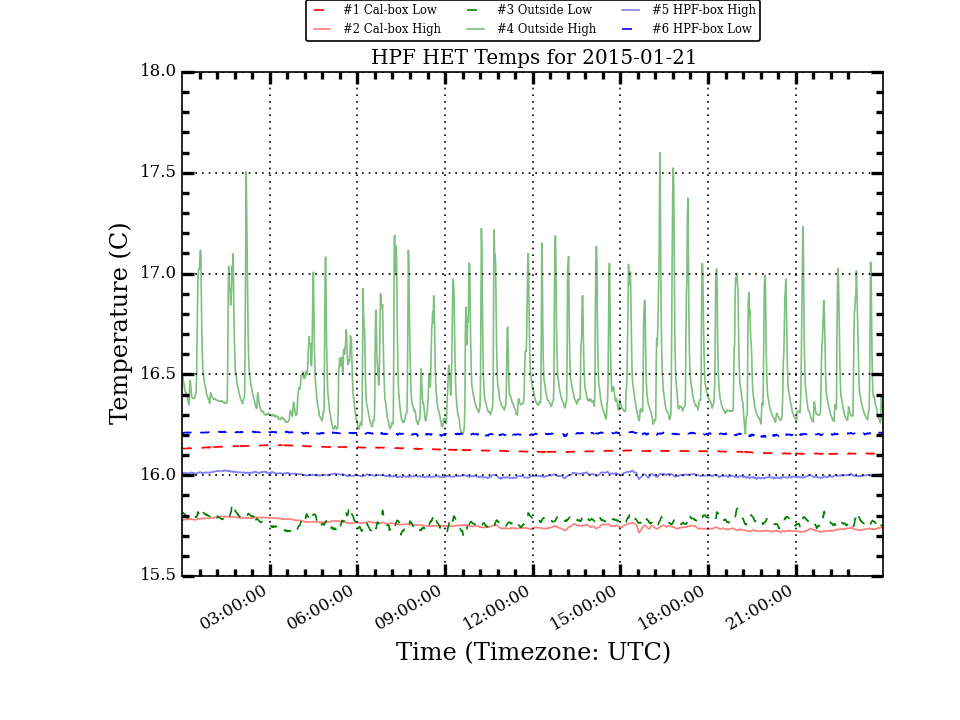 #1 Cal-box Low #3 Outside Low #5 HPF-box High
#2 Cal-box High #4 Outside High #6 HPF-box Low
HPF HET Temps for 2015-01-21
18.0
17.5
17.0
16.5
16.0
15.5
Temperature (C)
03:00:00 06:00:00 09:00:00 12:00:00 15:00:00 18:00:00 21:00:00
Time (Timezone: UTC)